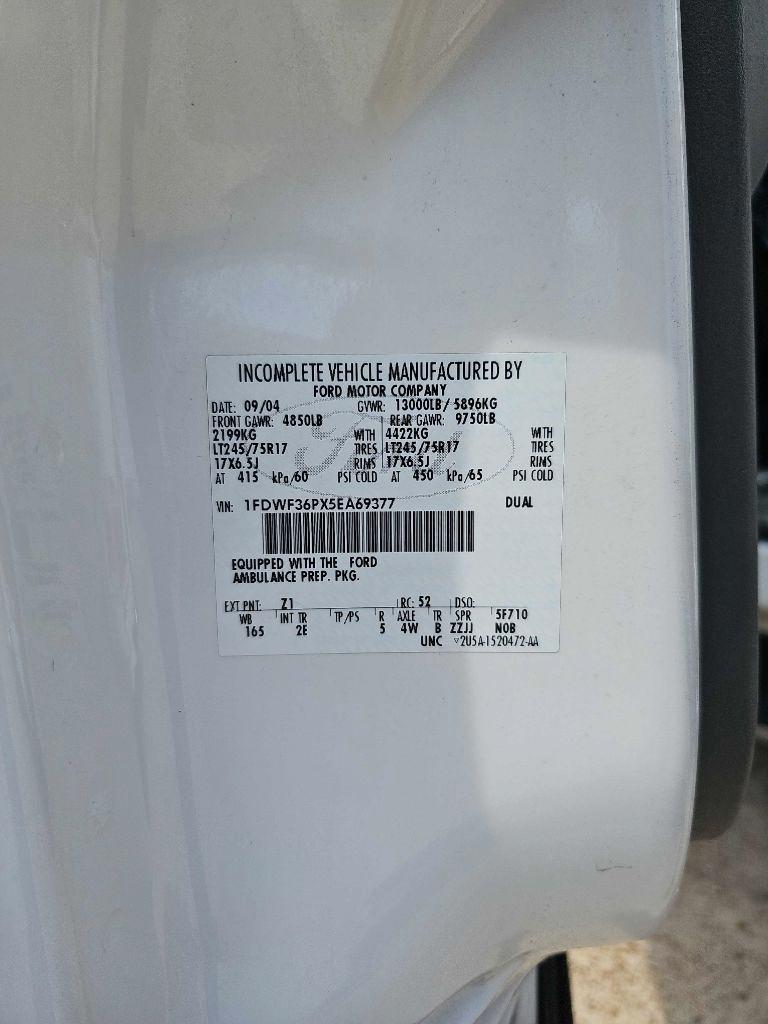 INCOMPLETE VEHICLE MANUFACTURED BY
FORD MOTOR COMPANY
DATE: 09/04 GVWR: 13000LB/ 5896KG
FRONT GAWR: 4850LB REAR GAWR: 9750LB
2199KG WITH 4422KG WITH
LT245/75R17 TIRES LT245/75R17 TIRES
17X6.5J RIMS 17X6.5J RIMS
AT 415 kPa/60 PSI COLD AT 450 kPa/65 PSI COLD
VIN: 1FDWF36PX5EA69377 DUAL
EQUIPPED WITH THE FORD
AMBULANCE PREP. PKG.
EXT PNT: Z1 RC: 52 DSO:
WB INT TR TP/PS R AXLE TR SPR 5F710
165 2E 5 4W B ZZJJ NOB
UNC 2U5A-1520472-AA